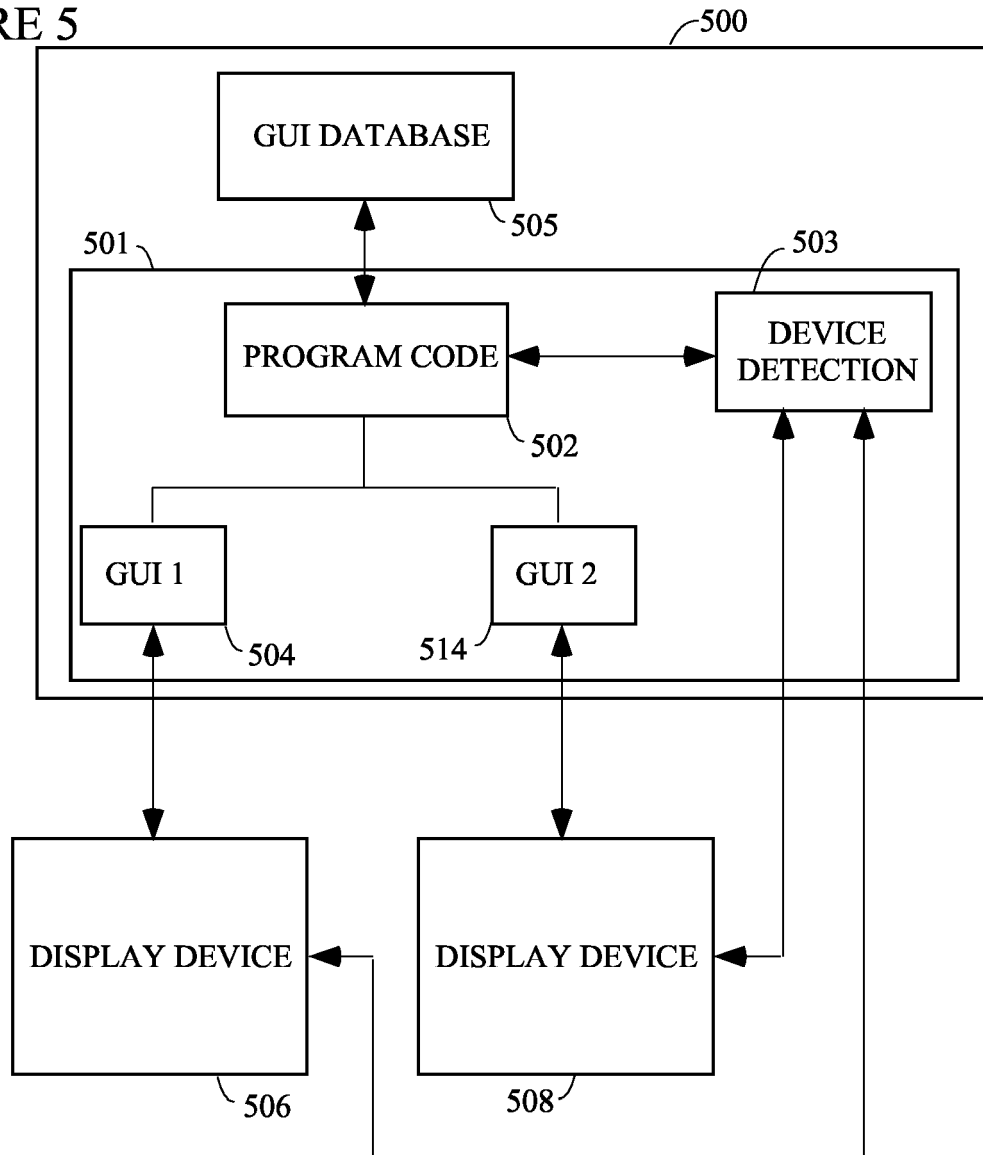 RE 5
500
GUI DATABASE
505
501
503
PROGRAM CODE
DEVICE
DETECTION
502
GUI 1
GUI 2
504
514
DISPLAY DEVICE
DISPLAY DEVICE
506
508